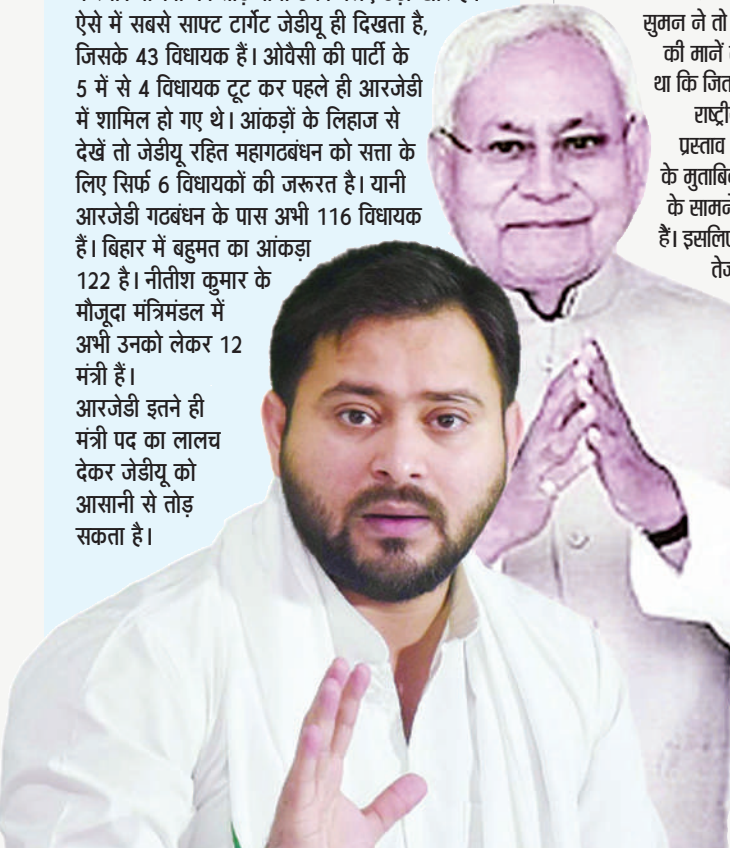 ऐसे में सबसे साफ्ट टार्गेट जेडीयू ही दिखता है,
जिसके 43 विधायक हैं। ओवैसी की पार्टी के
5 में से 4 विधायक टूट कर पहले ही आरजेडी
में शामिल हो गए थे। आंकड़ों के लिहाज से
देखें तो जेडीयू रहित महागठबंधन को सत्ता के
लिए सिर्फ 6 विधायकों की जरूरत है। यानी
आरजेडी गठबंधन के पास अभी 116 विधायक
हैं। बिहार में बहुमत का आंकड़ा
122 है। नीतीश कुमार के
मौजूदा मंत्रिमंडल में
अभी उनको लेकर 12
मंत्री हैं।
आरजेडी इतने ही
मंत्री पद का लालच
देकर जेडीयू को
आसानी से तोड़
सकता है।
सुमन ने तो
की मानें
था कि जित
राष्ट्री
प्रस्ताव
के मुताबि
के सामने
हैं। इसलिए
तेज